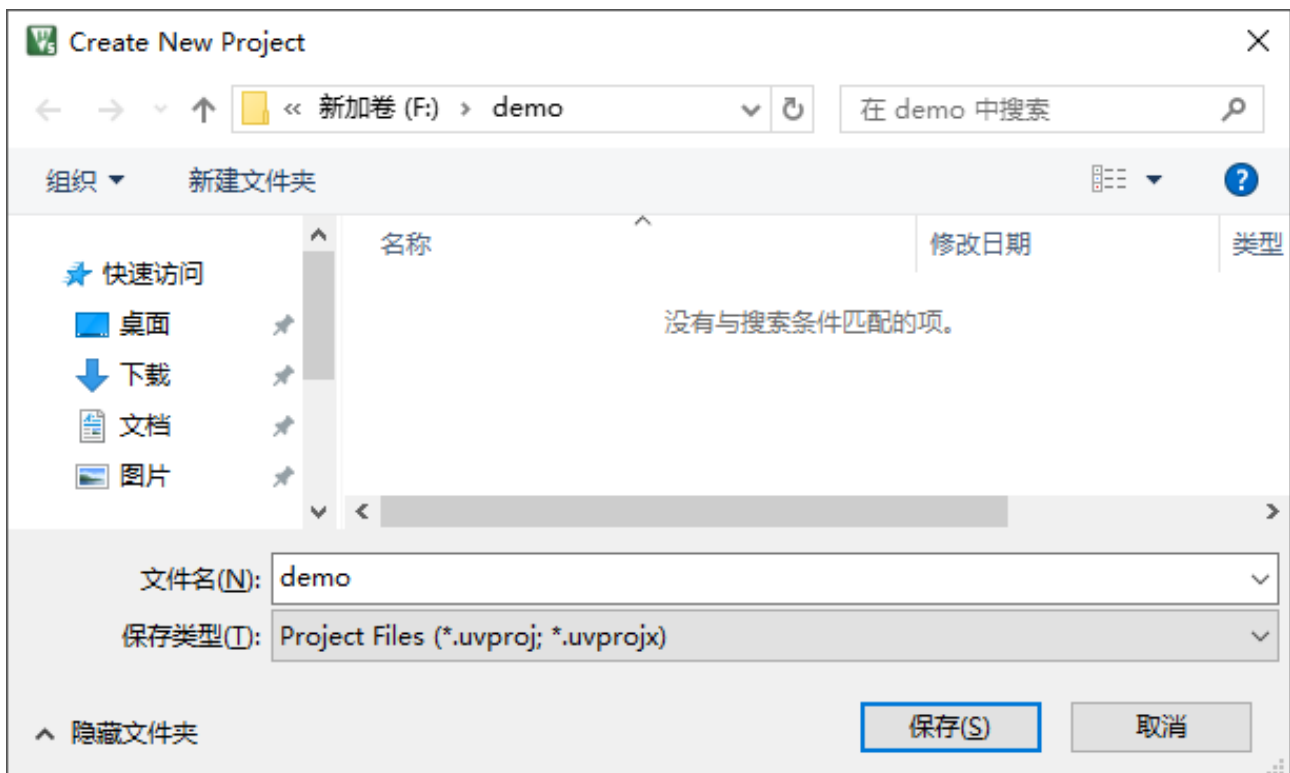 Create New Project
« 新加卷 (F:) › demo
在 demo 中搜索
组织
新建文件夹
名称
修改日期
类型
快速访问
桌面
下载
文档
图片
没有与搜索条件匹配的项。
文件名(N): demo
保存类型(T): Project Files (*.uvproj; *.uvprojx)
隐藏文件夹
保存(S)
取消